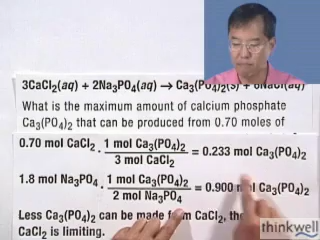 3CaCl₂(aq) + 2Na₃PO₄(aq) → Ca₃(PO₄)₂(s) + 6NaCl(aq)
What is the maximum amount of calcium phosphate
Ca₃(PO₄)₂ that can be produced from 0.70 moles of
0.70 mol CaCl₂ · 1 mol Ca₃(PO₄)₂ / 3 mol CaCl₂ = 0.233 mol Ca₃(PO₄)₂
1.8 mol Na₃PO₄ · 1 mol Ca₃(PO₄)₂ / 2 mol NaPO₄ = 0.900 mol Ca₃(PO₄)₂
Less Ca₃(PO₄)₂ can be made from CaCl₂,
CaCl₂ is limiting.
thinkwell